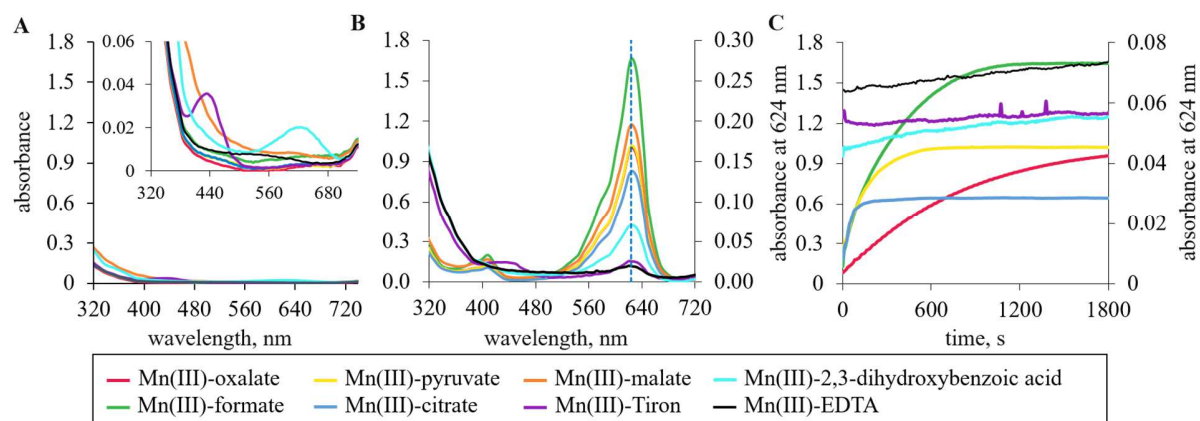 A
B
C
absorbance
1.8
1.5
1.2
0.9
0.6
0.3
0
0.06
0.04
0.02
0
320 440 560 680
320 400 480 560 640 720
wavelength, nm
1.8
1.5
1.2
0.9
0.6
0.3
0.0
0.30
0.25
0.20
0.15
0.10
0.05
0.00
320 400 480 560 640 720
wavelength, nm
absorbance at 624 nm
1.8
1.5
1.2
0.9
0.6
0.3
0
0.08
0.06
0.04
0.02
0
absorbance at 624 nm
0 600 1200 1800
time, s
Mn(III)-oxalate Mn(III)-pyruvate Mn(III)-malate Mn(III)-2,3-dihydroxybenzoic acid
Mn(III)-formate Mn(III)-citrate Mn(III)-Tiron Mn(III)-EDTA